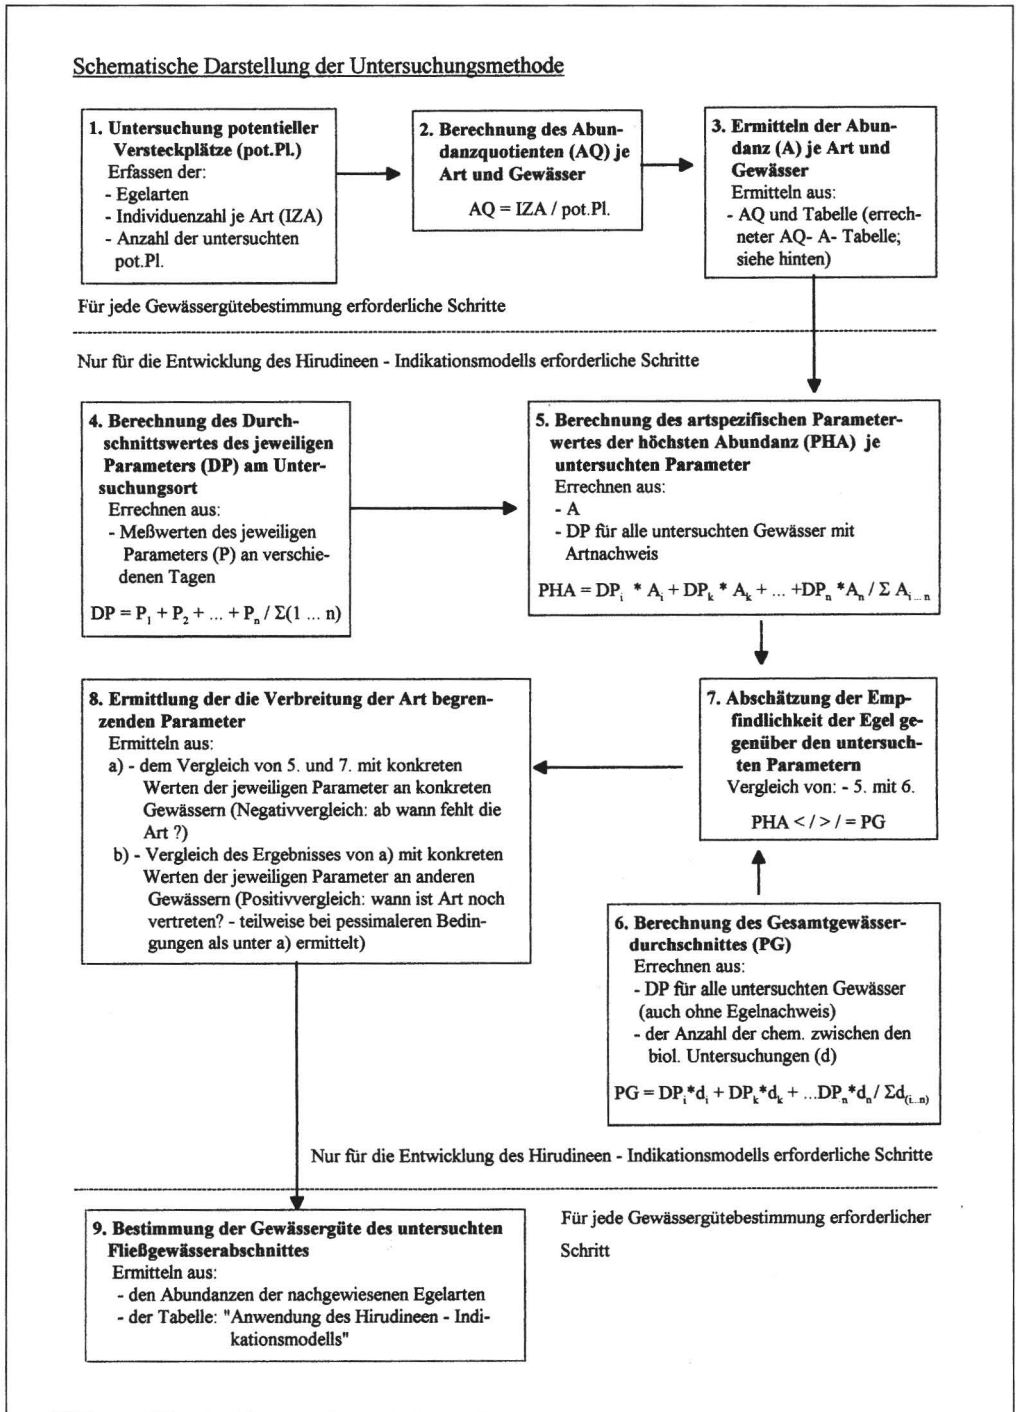 Schematische Darstellung der Untersuchungsmethode
1. Untersuchung potentieller
Versteckplätze (pot.Pl.)
Erfassen der:
- Egelarten
- Individuenzahl je Art (IZA)
- Anzahl der untersuchten
pot.Pl.
2. Berechnung des Abun-
danzquotienten (AQ) je
Art und Gewässer
AQ = IZA / pot.Pl.
3. Ermitteln der Abun-
danz (A) je Art und
Gewässer
Ermitteln aus:
- AQ und Tabelle (errech-
neter AQ- A- Tabelle;
siehe hinten)
Für jede Gewässergütebestimmung erforderliche Schritte
Nur für die Entwicklung des Hirudineen - Indikationsmodells erforderliche Schritte
4. Berechnung des Durch-
schnittswertes des jeweiligen
Parameters (DP) am Unter-
suchungsort
Errechnen aus:
- Meßwerten des jeweiligen
Parameters (P) an verschie-
denen Tagen
DP = P₁ + P₂ + ... + Pₙ / Σ(1 ... n)
5. Berechnung des artspezifischen Parameter-
wertes der höchsten Abundanz (PHA) je
untersuchten Parameter
Errechnen aus:
- A
- DP für alle untersuchten Gewässer mit
Artnachweis
PHA = DPᵢ * Aᵢ + DPₖ * Aₖ + ... +DPₙ *Aₙ / Σ Aᵢ...ₙ
8. Ermittlung der die Verbreitung der Art begren-
zenden Parameter
Ermitteln aus:
a) - dem Vergleich von 5. und 7. mit konkreten
Werten der jeweiligen Parameter an konkreten
Gewässern (Negativvergleich: ab wann fehlt die
Art ?)
b) - Vergleich des Ergebnisses von a) mit konkreten
Werten der jeweiligen Parameter an anderen
Gewässern (Positivvergleich: wann ist Art noch
vertreten? - teilweise bei pessimaleren Bedin-
gungen als unter a) ermittelt)
7. Abschätzung der Emp-
findlichkeit der Egel ge-
genüber den untersuch-
ten Parametern
Vergleich von: - 5. mit 6.
PHA < / > / = PG
6. Berechnung des Gesamtgewässer-
durchschnittes (PG)
Errechnen aus:
- DP für alle untersuchten Gewässer
(auch ohne Egelnachweis)
- der Anzahl der chem. zwischen den
biol. Untersuchungen (d)
PG = DPᵢ*dᵢ + DPₖ*dₖ + ...DPₙ*dₙ / Σd₍ᵢ...ₙ₎
Nur für die Entwicklung des Hirudineen - Indikationsmodells erforderliche Schritte
9. Bestimmung der Gewässergüte des untersuchten
Fließgewässerabschnittes
Ermitteln aus:
- den Abundanzen der nachgewiesenen Egelarten
- der Tabelle: "Anwendung des Hirudineen - Indi-
kationsmodells"
Für jede Gewässergütebestimmung erforderlicher
Schritt